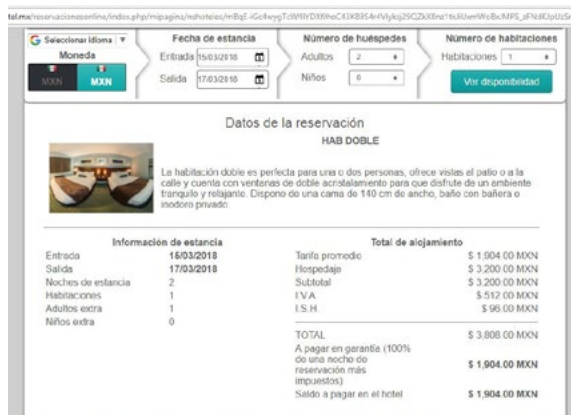 Seleccionar idioma ▼
Moneda
MXN MXN
Fecha de estancia
Entrada 15/03/2018
Salida 17/03/2018
Número de huéspedes
Adultos 2
Niños 0
Número de habitaciones
Habitaciones 1
Ver disponibilidad
Datos de la reservación
HAB DOBLE
La habitación doble es perfecta para una o dos personas, ofrece vistas al patio o a la
calle y cuenta con ventanas de doble acristalamiento para que disfrute de un ambiente
tranquilo y relajante. Dispono de una cama de 140 cm de ancho, baño con bañera o
inodoro privado.
Información de estancia
Entrada 15/03/2018
Salida 17/03/2018
Noches de estancia 2
Habitaciones 1
Adultos extra 1
Niños extra 0
Total de alojamiento
Tarifa promedio $ 1,904.00 MXN
Hospedaje $ 3,200.00 MXN
Subtotal $ 3,200.00 MXN
I.V.A. $ 512.00 MXN
I.S.H. $ 96.00 MXN
TOTAL $ 3,808.00 MXN
A pagar en garantía (100%
de una noche de
reservación más
impuestos) $ 1,904.00 MXN
Saldo a pagar en el hotel $ 1,904.00 MXN